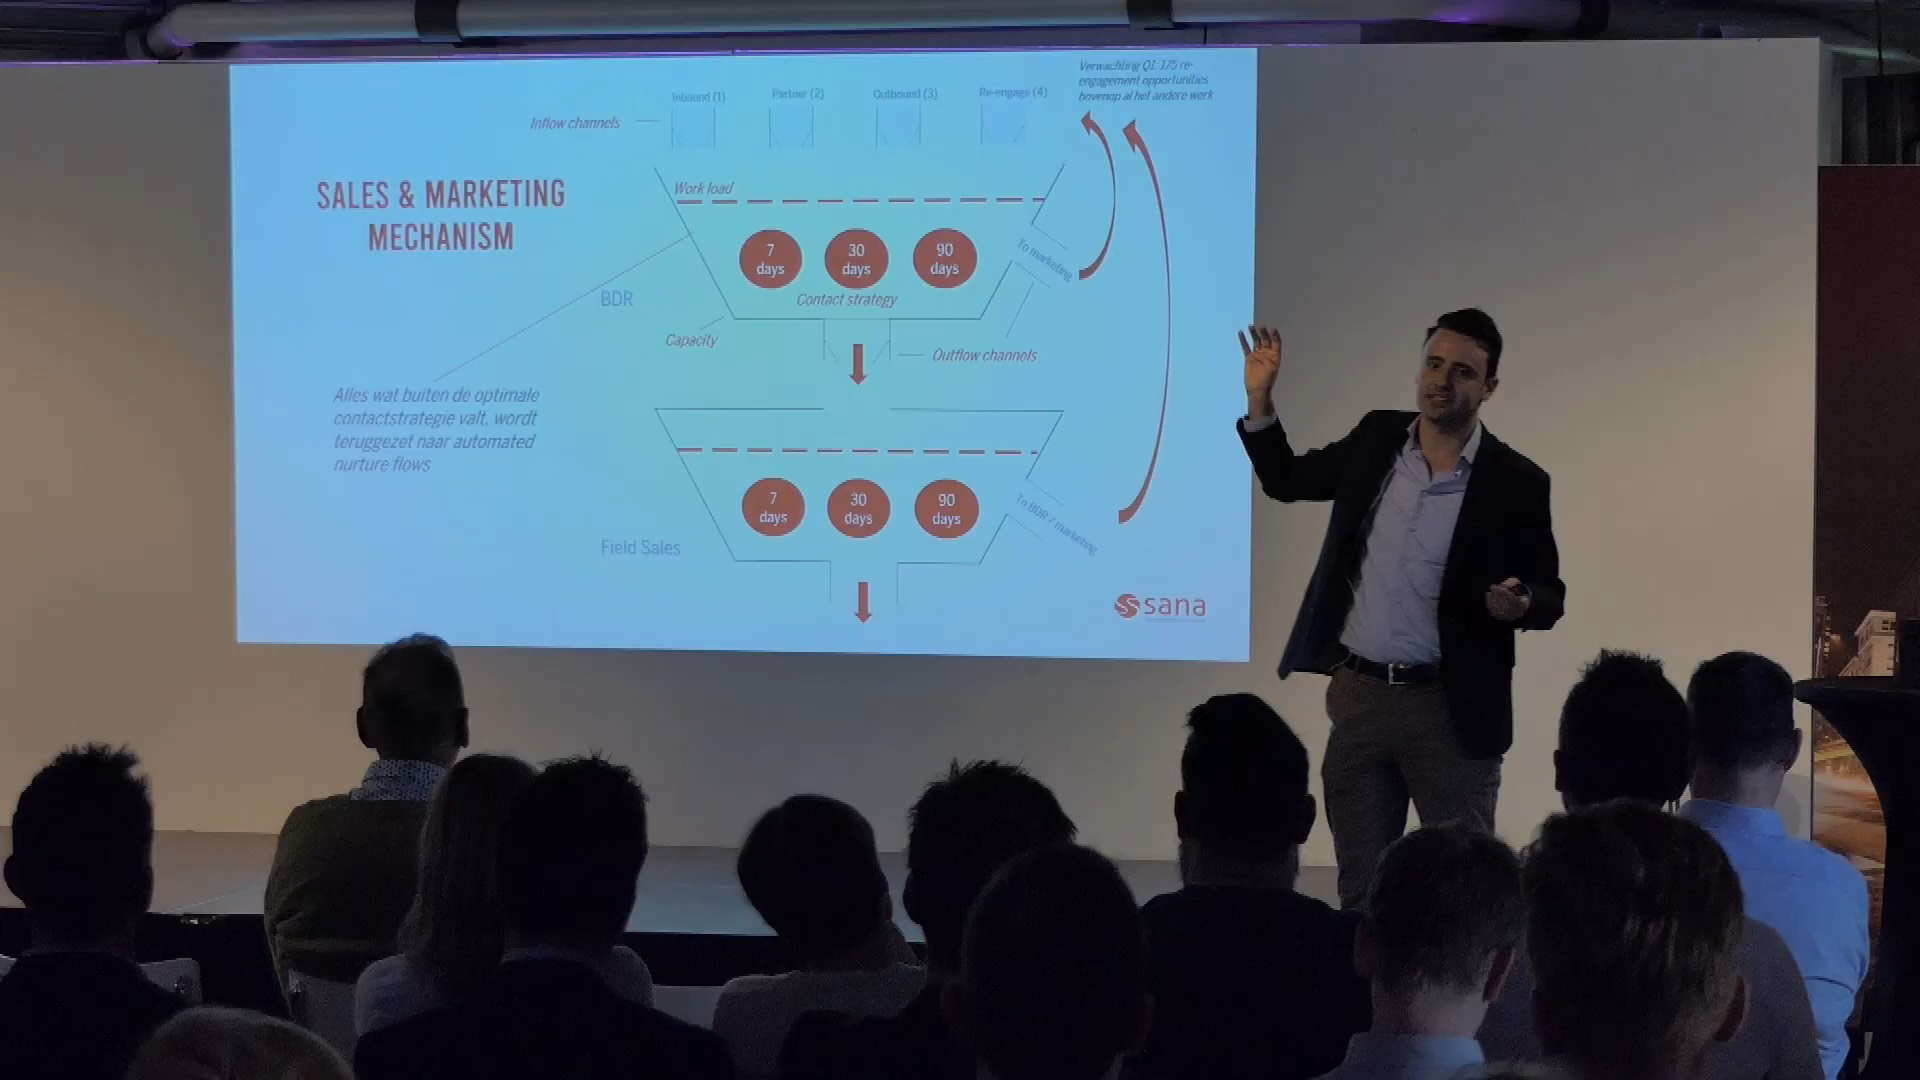 Verwachting Q1: 175 re-
engagement opportunities
bovenop al het andere werk
Inbound (1)
Partner (2)
Outbound (3)
Re-engage (4)
Inflow channels
SALES & MARKETING
MECHANISM
Work load
7
days
30
days
90
days
To marketing
Contact strategy
BDR
Capacity
Outflow channels
Alles wat buiten de optimale
contactstrategie valt, wordt
teruggezet naar automated
nurture flows
7
days
30
days
90
days
To BDR / marketing
Field Sales
sana